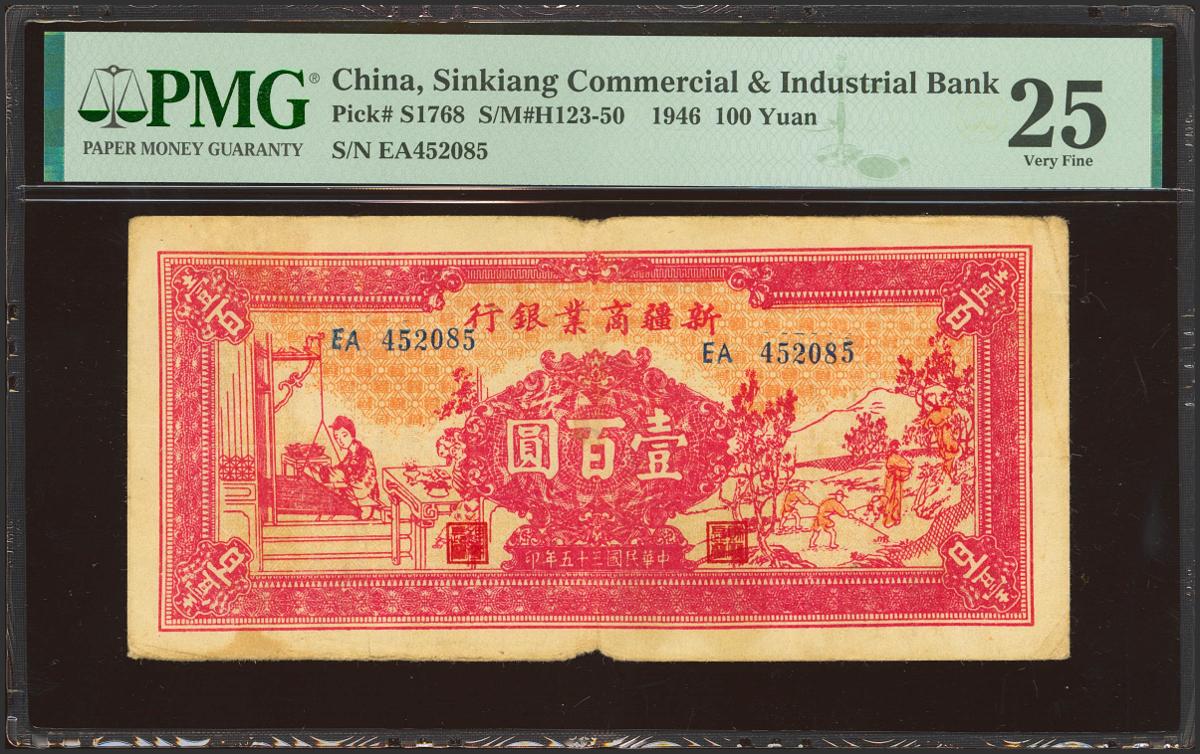 PMG®
PAPER MONEY GUARANTY
China, Sinkiang Commercial & Industrial Bank
Pick# S1768 S/M#H123-50 1946 100 Yuan
S/N EA452085
25
Very Fine
行銀業商疆新
EA 452085
EA 452085
圓百壹
印年五十三國民華中